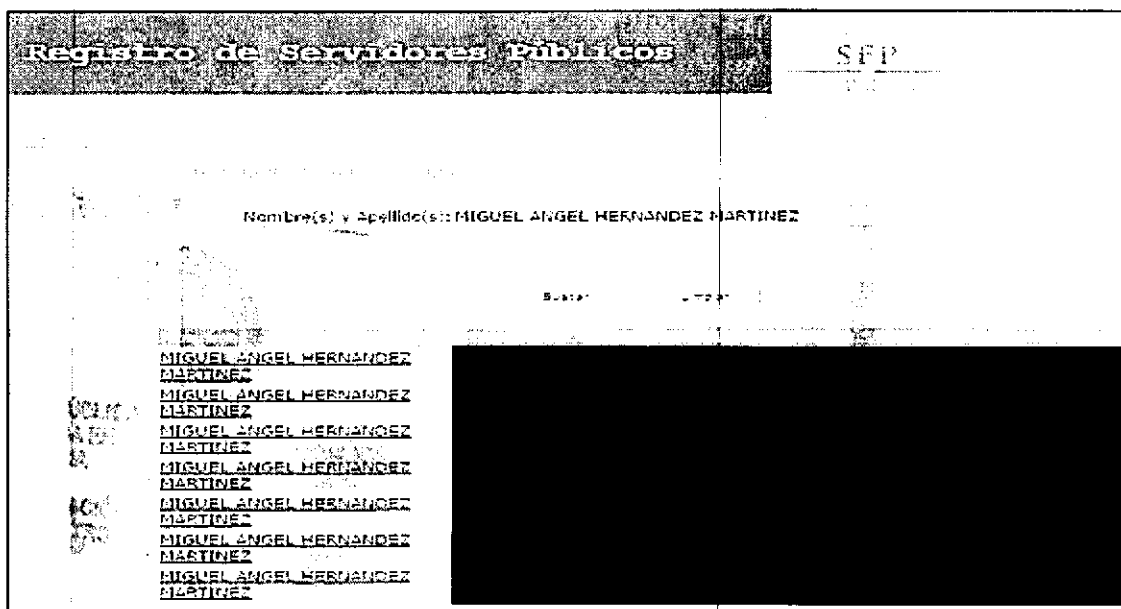 Registro de Servidores Públicos
SFP
Nombre(s) y Apellido(s): MIGUEL ANGEL HERNANDEZ MARTINEZ
Buscar Limpiar
MIGUEL ANGEL HERNANDEZ
MARTINEZ
MIGUEL ANGEL HERNANDEZ
MARTINEZ
MIGUEL ANGEL HERNANDEZ
MARTINEZ
MIGUEL ANGEL HERNANDEZ
MARTINEZ
MIGUEL ANGEL HERNANDEZ
MARTINEZ
MIGUEL ANGEL HERNANDEZ
MARTINEZ
MIGUEL ANGEL HERNANDEZ
MARTINEZ